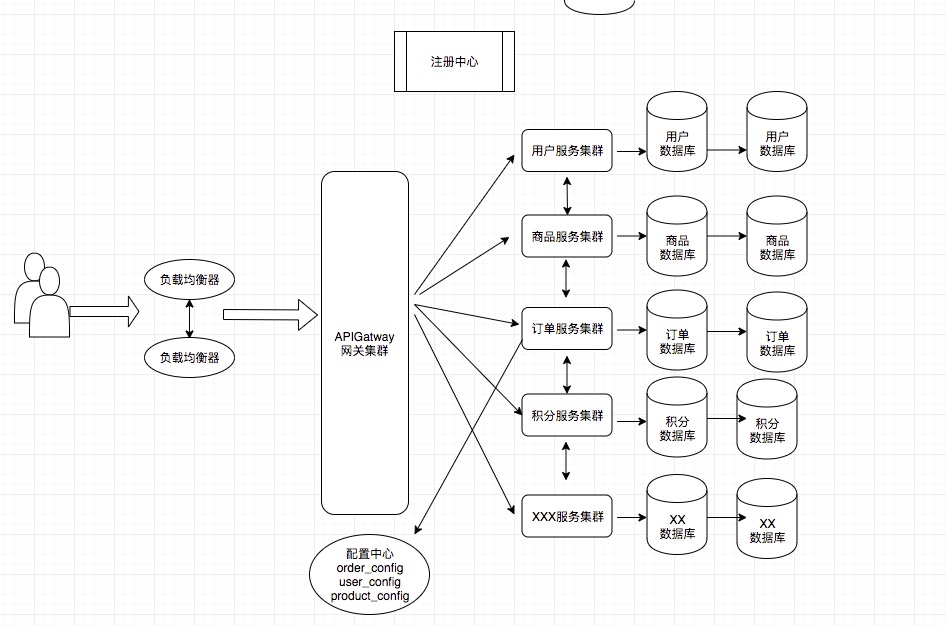 注册中心
用户服务集群
用户
数据库
用户
数据库
商品服务集群
商品
数据库
商品
数据库
负载均衡器
负载均衡器
APIGatway
网关集群
订单服务集群
订单
数据库
订单
数据库
积分服务集群
积分
数据库
积分
数据库
XXX服务集群
XX
数据库
XX
数据库
配置中心
order_config
user_config
product_config